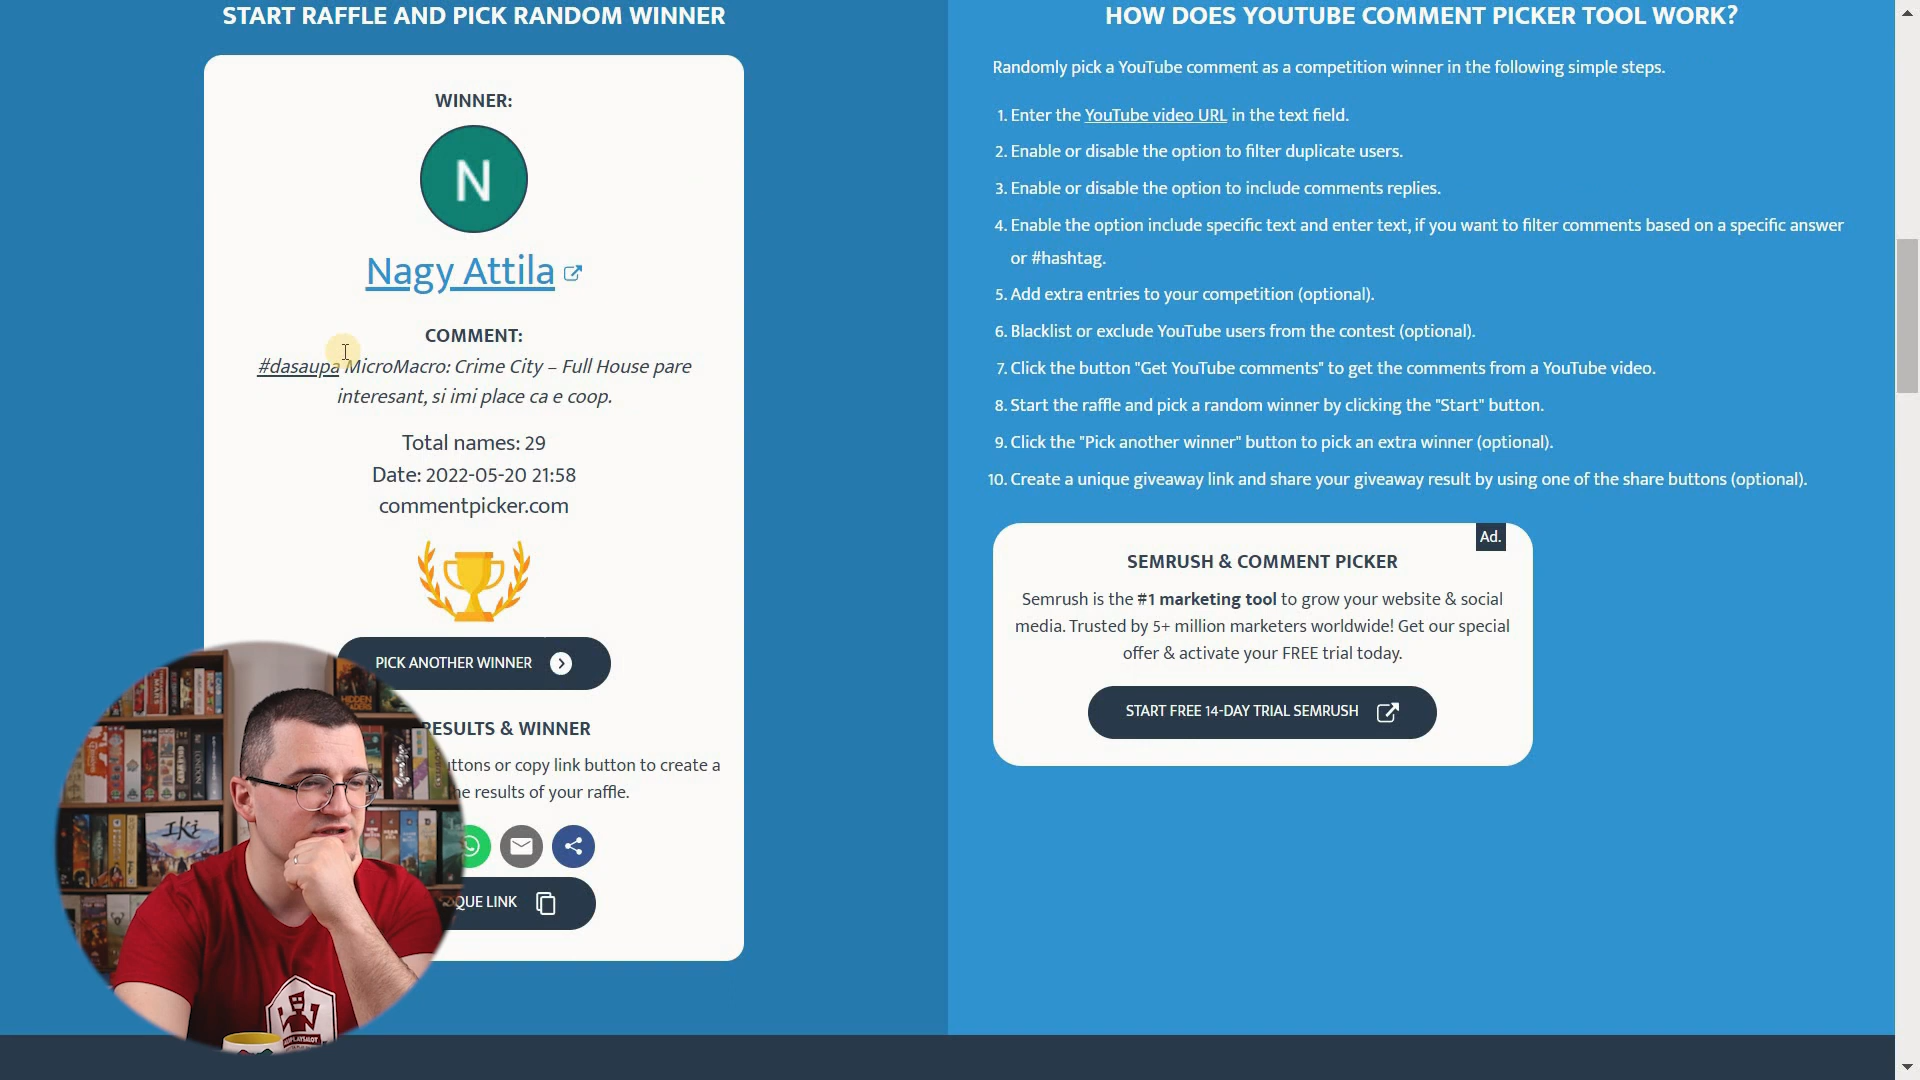 START RAFFLE AND PICK RANDOM WINNER
WINNER:
N
Nagy Attila
COMMENT:
#dasaupa MicroMacro: Crime City – Full House pare
interesant, si imi place ca e coop.
Total names: 29
Date: 2022-05-20 21:58
commentpicker.com
PICK ANOTHER WINNER
RESULTS & WINNER
ttons or copy link button to create a
he results of your raffle.
QUE LINK
HOW DOES YOUTUBE COMMENT PICKER TOOL WORK?
Randomly pick a YouTube comment as a competition winner in the following simple steps.
1. Enter the YouTube video URL in the text field.
2. Enable or disable the option to filter duplicate users.
3. Enable or disable the option to include comments replies.
4. Enable the option include specific text and enter text, if you want to filter comments based on a specific answer
or #hashtag.
5. Add extra entries to your competition (optional).
6. Blacklist or exclude YouTube users from the contest (optional).
7. Click the button "Get YouTube comments" to get the comments from a YouTube video.
8. Start the raffle and pick a random winner by clicking the "Start" button.
9. Click the "Pick another winner" button to pick an extra winner (optional).
10. Create a unique giveaway link and share your giveaway result by using one of the share buttons (optional).
Ad.
SEMRUSH & COMMENT PICKER
Semrush is the #1 marketing tool to grow your website & social
media. Trusted by 5+ million marketers worldwide! Get our special
offer & activate your FREE trial today.
START FREE 14-DAY TRIAL SEMRUSH
IKI